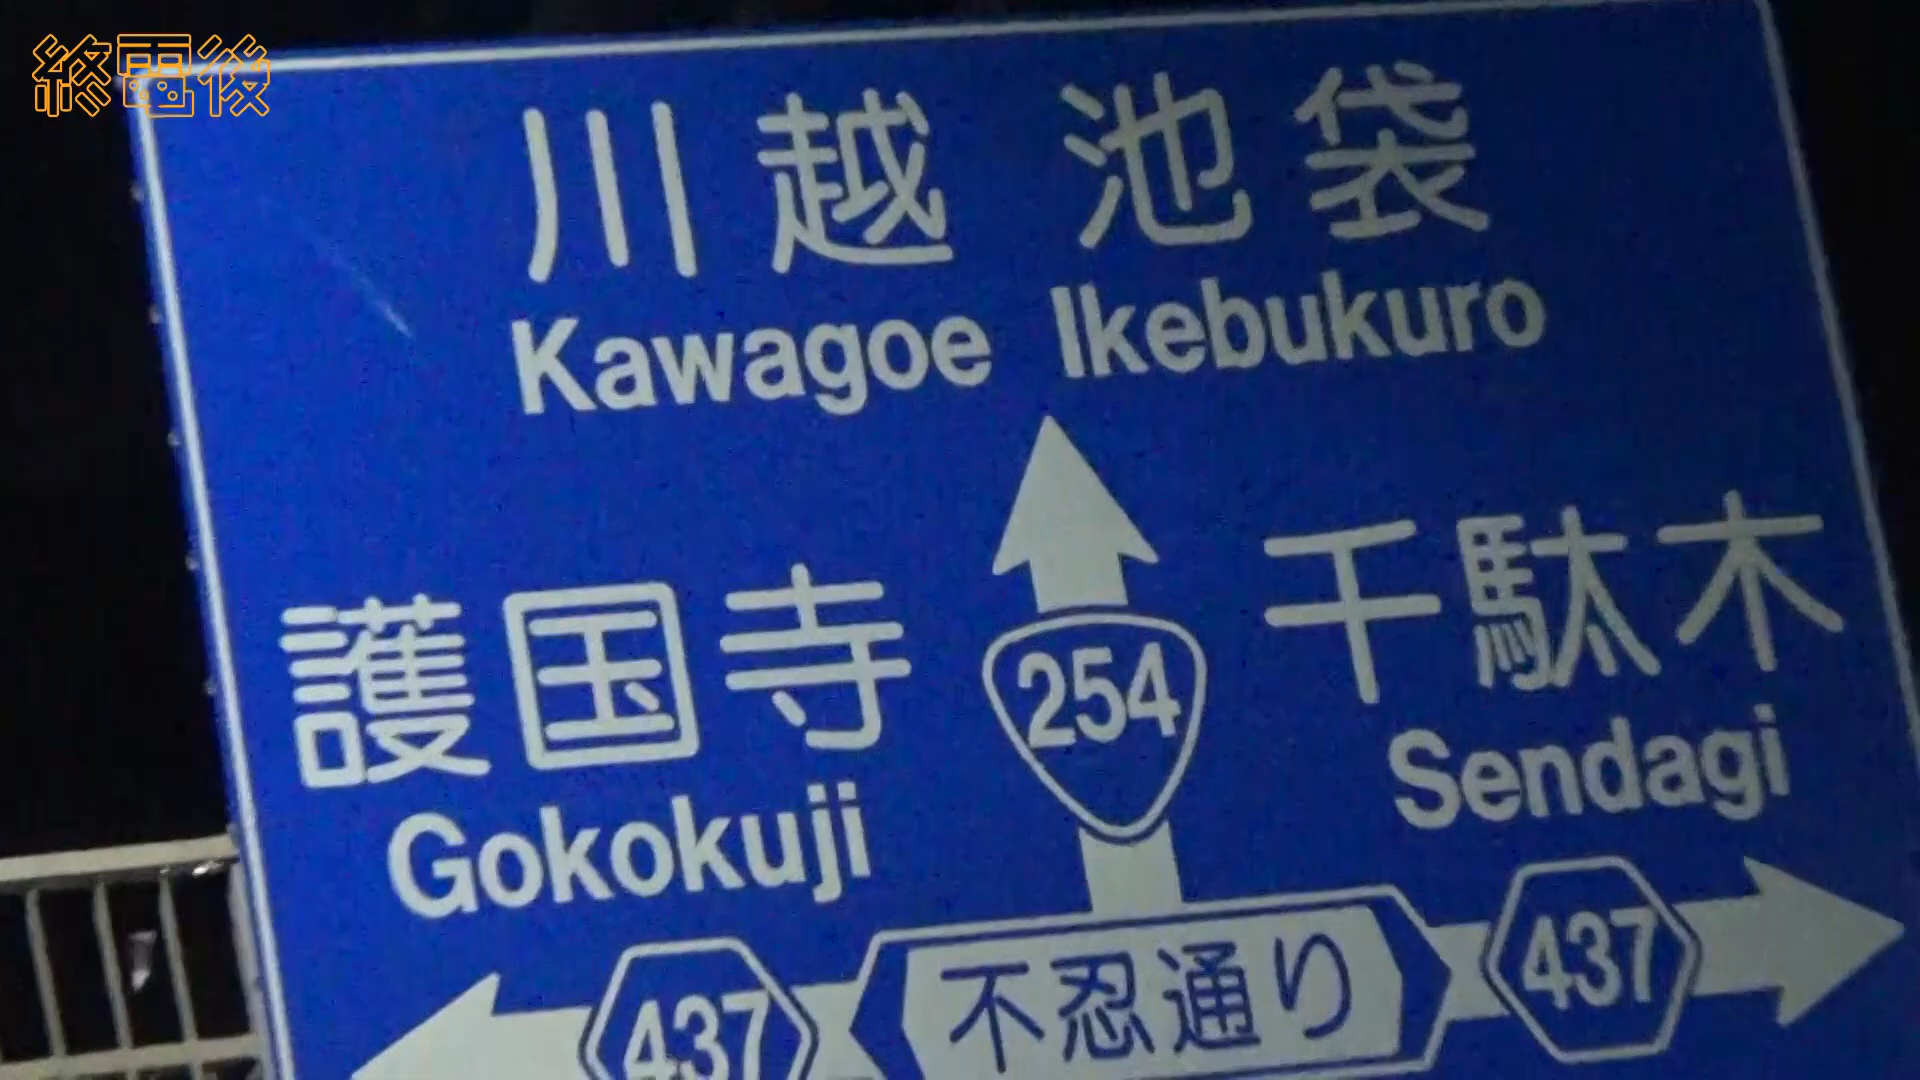 終電後
川越 池袋
Kawagoe Ikebukuro
護国寺
Gokokuji
254
千駄木
Sendagi
437
不忍通り
437